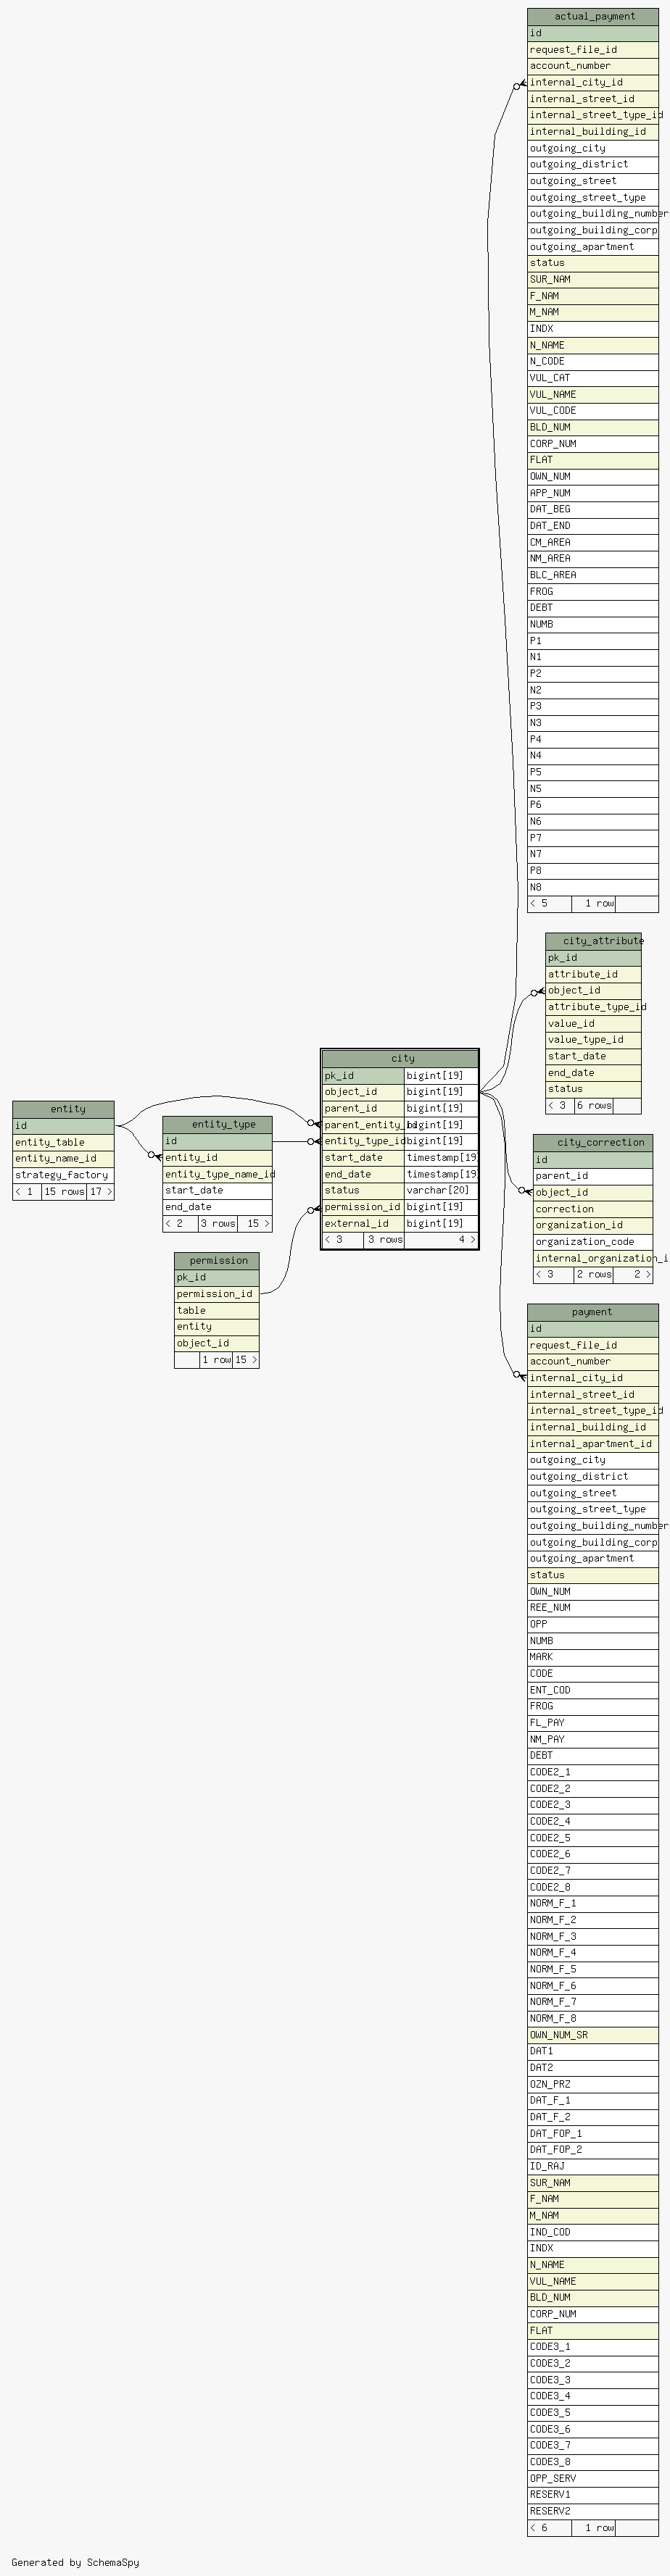 actual_payment
id
request_file_id
account_number
internal_city_id
internal_street_id
internal_street_type_id
internal_building_id
outgoing_city
outgoing_district
outgoing_street
outgoing_street_type
outgoing_building_number
outgoing_building_corp
outgoing_apartment
status
SUR_NAM
F_NAM
M_NAM
INDX
N_NAME
N_CODE
VUL_CAT
VUL_NAME
VUL_CODE
BLD_NUM
CORP_NUM
FLAT
OWN_NUM
APP_NUM
DAT_BEG
DAT_END
CM_AREA
NM_AREA
BLC_AREA
FROG
DEBT
NUMB
P1
N1
P2
N2
P3
N3
P4
N4
P5
N5
P6
N6
P7
N7
P8
N8
< 5 1 row
city_attribute
pk_id
attribute_id
object_id
attribute_type_id
value_id
value_type_id
start_date
end_date
status
< 3 6 rows
city
pk_id bigint[19]
object_id bigint[19]
parent_id bigint[19]
parent_entity_id bigint[19]
entity_type_id bigint[19]
start_date timestamp[19]
end_date timestamp[19]
status varchar[20]
permission_id bigint[19]
external_id bigint[19]
< 3 3 rows 4 >
entity
id
entity_table
entity_name_id
strategy_factory
< 1 15 rows 17 >
entity_type
id
entity_id
entity_type_name_id
start_date
end_date
< 2 3 rows 15 >
permission
pk_id
permission_id
table
entity
object_id
1 row 15 >
city_correction
id
parent_id
object_id
correction
organization_id
organization_code
internal_organization_i
< 3 2 rows 2 >
payment
id
request_file_id
account_number
internal_city_id
internal_street_id
internal_street_type_id
internal_building_id
internal_apartment_id
outgoing_city
outgoing_district
outgoing_street
outgoing_street_type
outgoing_building_number
outgoing_building_corp
outgoing_apartment
status
OWN_NUM
REE_NUM
OPP
NUMB
MARK
CODE
ENT_COD
FROG
FL_PAY
NM_PAY
DEBT
CODE2_1
CODE2_2
CODE2_3
CODE2_4
CODE2_5
CODE2_6
CODE2_7
CODE2_8
NORM_F_1
NORM_F_2
NORM_F_3
NORM_F_4
NORM_F_5
NORM_F_6
NORM_F_7
NORM_F_8
OWN_NUM_SR
DAT1
DAT2
OZN_PRZ
DAT_F_1
DAT_F_2
DAT_FOP_1
DAT_FOP_2
ID_RAJ
SUR_NAM
F_NAM
M_NAM
IND_COD
INDX
N_NAME
VUL_NAME
BLD_NUM
CORP_NUM
FLAT
CODE3_1
CODE3_2
CODE3_3
CODE3_4
CODE3_5
CODE3_6
CODE3_7
CODE3_8
OPP_SERV
RESERV1
RESERV2
< 6 1 row
Generated by SchemaSpy